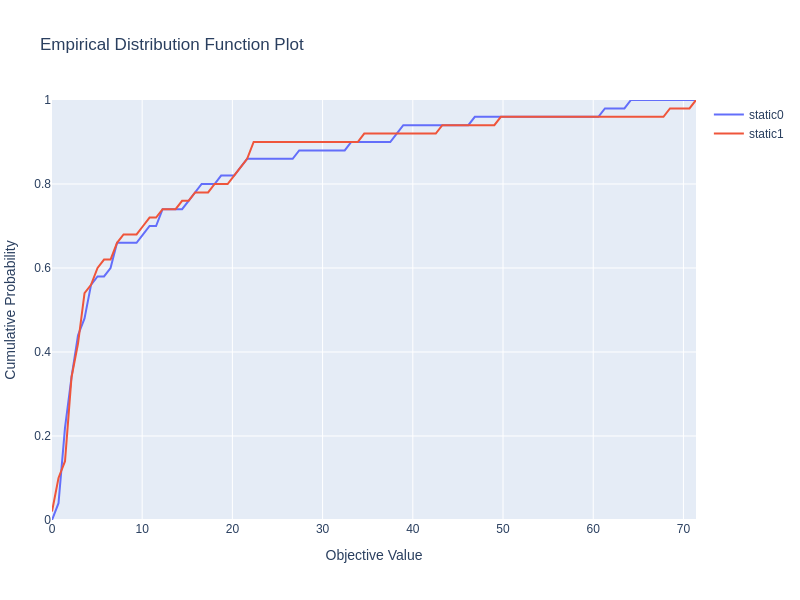 Empirical Distribution Function Plot
static0
static1
1
0.8
0.6
0.4
0.2
0
0 10 20 30 40 50 60 70
Cumulative Probability
Objective Value